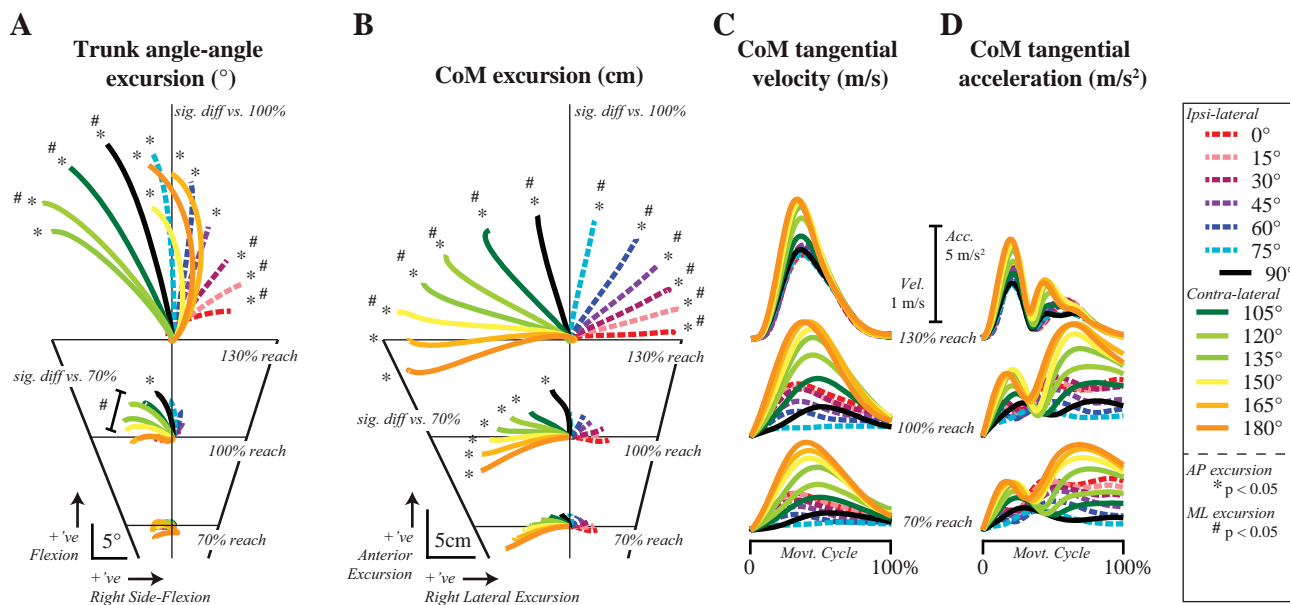 A
Trunk angle-angle
excursion (°)
sig. diff vs. 100%
#
*
#
*
#
*
*
*
*
*
*
*
*
#
*
#
*
#
130% reach
sig. diff vs. 70%
#
*
100% reach
70% reach
+'ve
Flexion
5°
+'ve
Right Side-Flexion
B
CoM excursion (cm)
sig. diff vs. 100%
#
*
#
*
#
*
#
*
#
*
*
*
*
#
*
*
#
*
#
*
#
*
#
130% reach
sig. diff vs. 70%
*
*
*
*
*
*
*
100% reach
70% reach
+'ve
Anterior
Excursion
5cm
+'ve
Right Lateral Excursion
C
CoM tangential
velocity (m/s)
Acc.
5 m/s²
Vel.
1 m/s
130% reach
100% reach
70% reach
0
Movt. Cycle
100%
D
CoM tangential
acceleration (m/s²)
0
Movt. Cycle
100%
Ipsi-lateral
0°
15°
30°
45°
60°
75°
90°
Contra-lateral
105°
120°
135°
150°
165°
180°
AP excursion
* p < 0.05
ML excursion
# p < 0.05